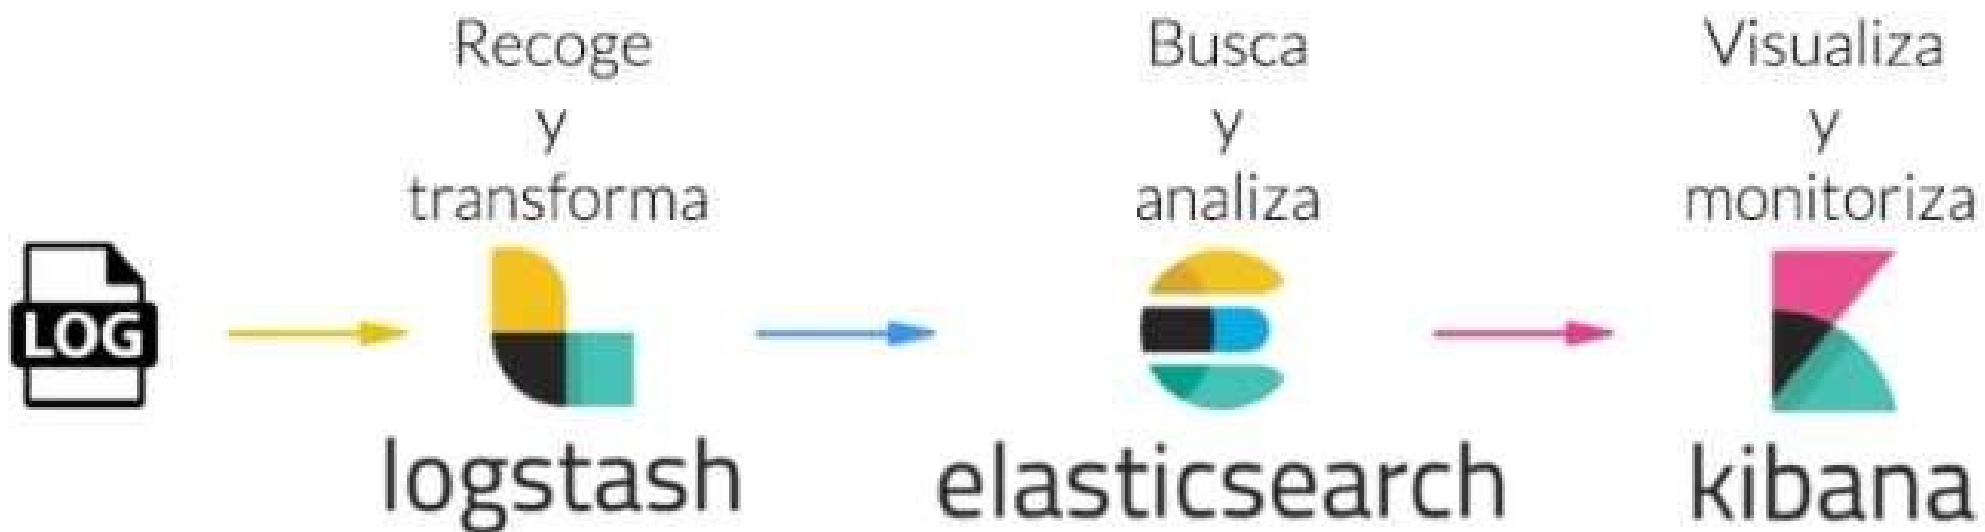 Recoge
y
transforma
Busca
y
analiza
Visualiza
y
monitoriza
LOG
logstash
elasticsearch
kibana